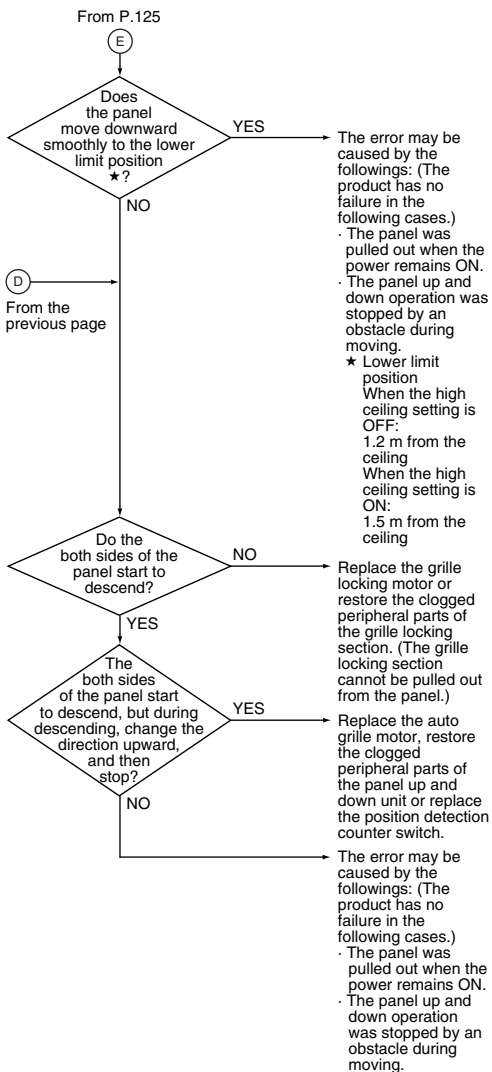 From P.125
E
Does
the panel
move downward
smoothly to the lower
limit position
★?
YES
NO
The error may be
caused by the
followings: (The
product has no
failure in the
following cases.)
· The panel was
pulled out when the
power remains ON.
· The panel up and
down operation was
stopped by an
obstacle during
moving.
★ Lower limit
position
When the high
ceiling setting is
OFF:
1.2 m from the
ceiling
When the high
ceiling setting is
ON:
1.5 m from the
ceiling
D
From the
previous page
Do the
both sides of the
panel start to
descend?
NO
YES
Replace the grille
locking motor or
restore the clogged
peripheral parts of
the grille locking
section. (The grille
locking section
cannot be pulled out
from the panel.)
The
both sides
of the panel start
to descend, but during
descending, change the
direction upward,
and then
stop?
YES
NO
Replace the auto
grille motor, restore
the clogged
peripheral parts of
the panel up and
down unit or replace
the position detection
counter switch.
The error may be
caused by the
followings: (The
product has no
failure in the
following cases.)
· The panel was
pulled out when the
power remains ON.
· The panel up and
down operation
was stopped by an
obstacle during
moving.